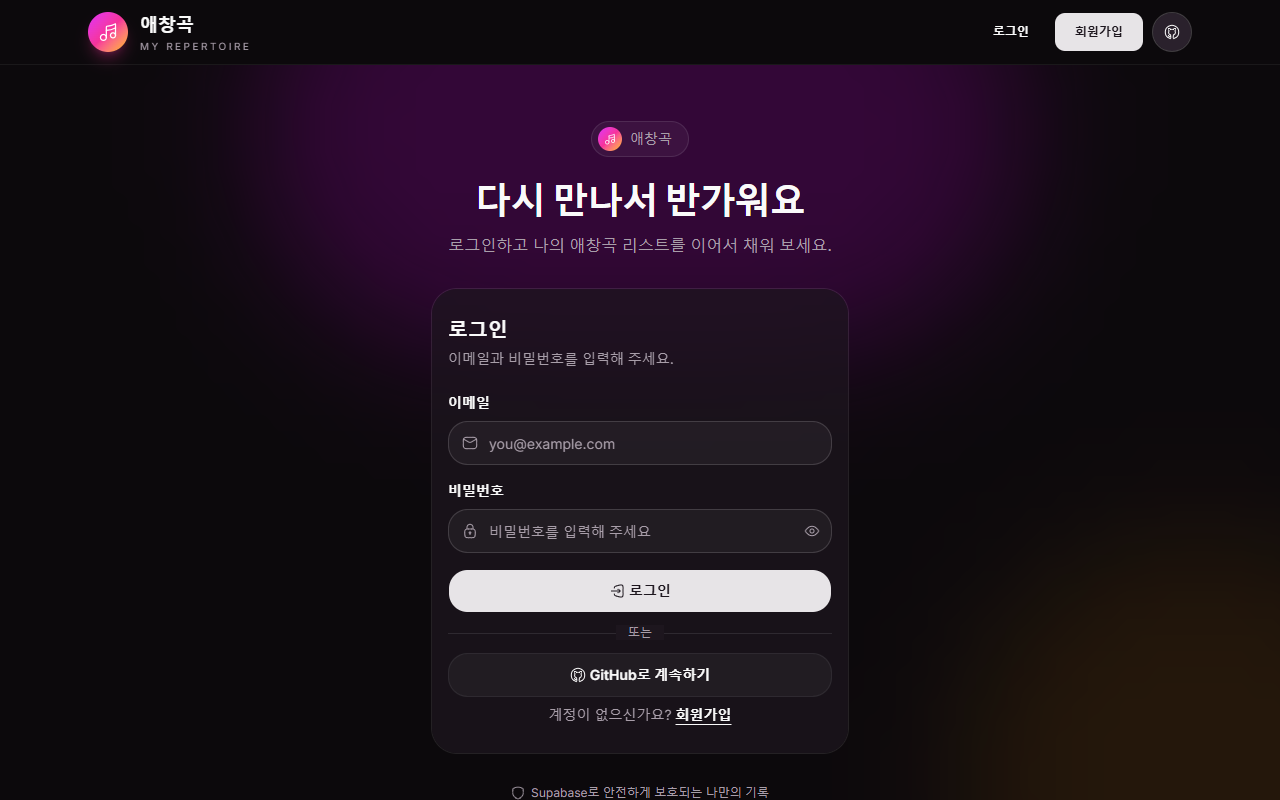 애창곡
MY REPERTOIRE
로그인
회원가입
애창곡
다시 만나서 반가워요
로그인하고 나의 애창곡 리스트를 이어서 채워 보세요.
로그인
이메일과 비밀번호를 입력해 주세요.
이메일
you@example.com
비밀번호
비밀번호를 입력해 주세요
로그인
또는
GitHub로 계속하기
계정이 없으신가요? 회원가입
Supabase로 안전하게 보호되는 나만의 기록